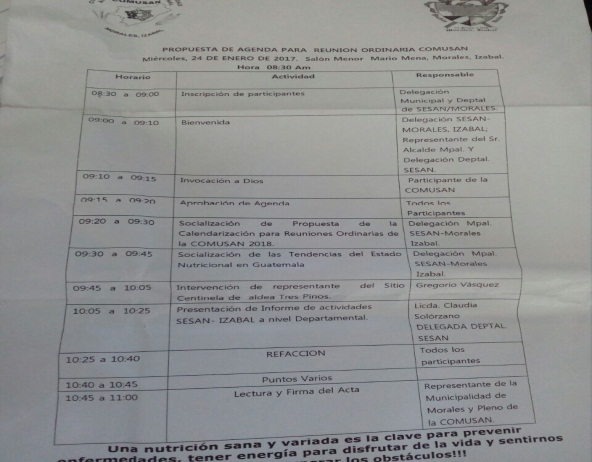 COMUSAN
MORALES, IZABAL.
PROPUESTA DE AGENDA PARA REUNION ORDINARIA COMUSAN
Miércoles, 24 DE ENERO DE 2017, Salón Menor Mario Mena, Morales, Izabal.
Hora 08:30 Am
Horario Actividad Responsable
08:30 a 09:00 Inscripción de participantes Delegación
Municipal y Deptal
de SESAN/MORALES.
09:00 a 09:10 Bienvenida Delegación SESAN-
MORALES, IZABAL;
Representante del Sr.
Alcalde Mpal. Y
Delegación Deptal.
SESAN.
09:10 a 09:15 Invocación a Dios Participante de la
COMUSAN
09:15 a 09:20 Aprobación de Agenda Todos los
Participantes
09:20 a 09:30 Socialización de Propuesta de la Delegación Mpal.
Calendarización para Reuniones Ordinarias de SESAN-Morales
la COMUSAN 2018. Izabal.
09:30 a 09:45 Socialización de las Tendencias del Estado Delegación Mpal.
Nutricional en Guatemala SESAN-Morales
Izabal.
09:45 a 10:05 Intervención de representante del Sitio Gregorio Vásquez
Centinela de aldea Tres Pinos.
10:05 a 10:25 Presentación de Informe de actividades Licda. Claudia
SESAN- IZABAL a nivel Departamental. Solórzano
DELEGADA DEPTAL
SESAN
10:25 a 10:40 REFACCION Todos los
participantes
10:40 a 10:45 Puntos Varios
10:45 a 11:00 Lectura y Firma del Acta Representante de la
Municipalidad de
Morales y Pleno de
la COMUSAN.
Una nutrición sana y variada es la clave para prevenir
enfermedades, tener energía para disfrutar de la vida y sentirnos
los obstáculos!!!